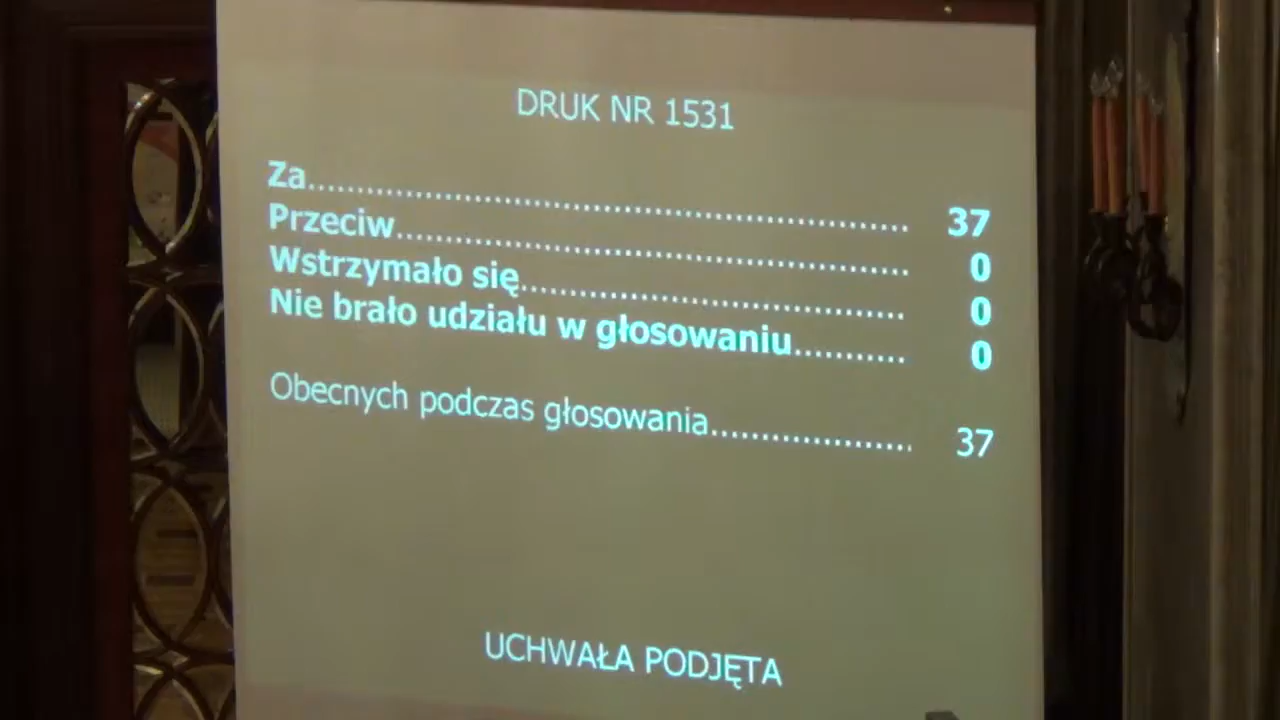 DRUK NR 1531
Za........................................................................ 37
Przeciw............................................................. 0
Wstrzymało się............................................. 0
Nie brało udziału w głosowaniu........... 0
Obecnych podczas głosowania.................... 37
UCHWAŁA PODJĘTA